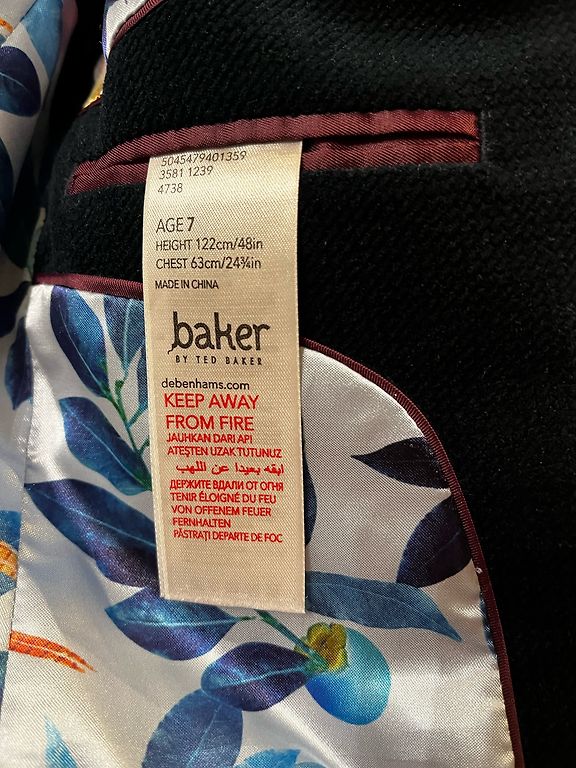 5045479401359
3581 1239
4738
AGE 7
HEIGHT 122cm/48in
CHEST 63cm/24¾in
MADE IN CHINA
baker
BY TED BAKER
debenhams.com
KEEP AWAY
FROM FIRE
JAUHKAN DARI API
ATEŞTEN UZAK TUTUNUZ
ابقه بعيدا عن اللهب
ДЕРЖИТЕ ВДАЛИ ОТ ОГНЯ
TENIR ÉLOIGNÉ DU FEU
VON OFFENEM FEUER
FERNHALTEN
PĂSTRAŢI DEPARTE DE FOC